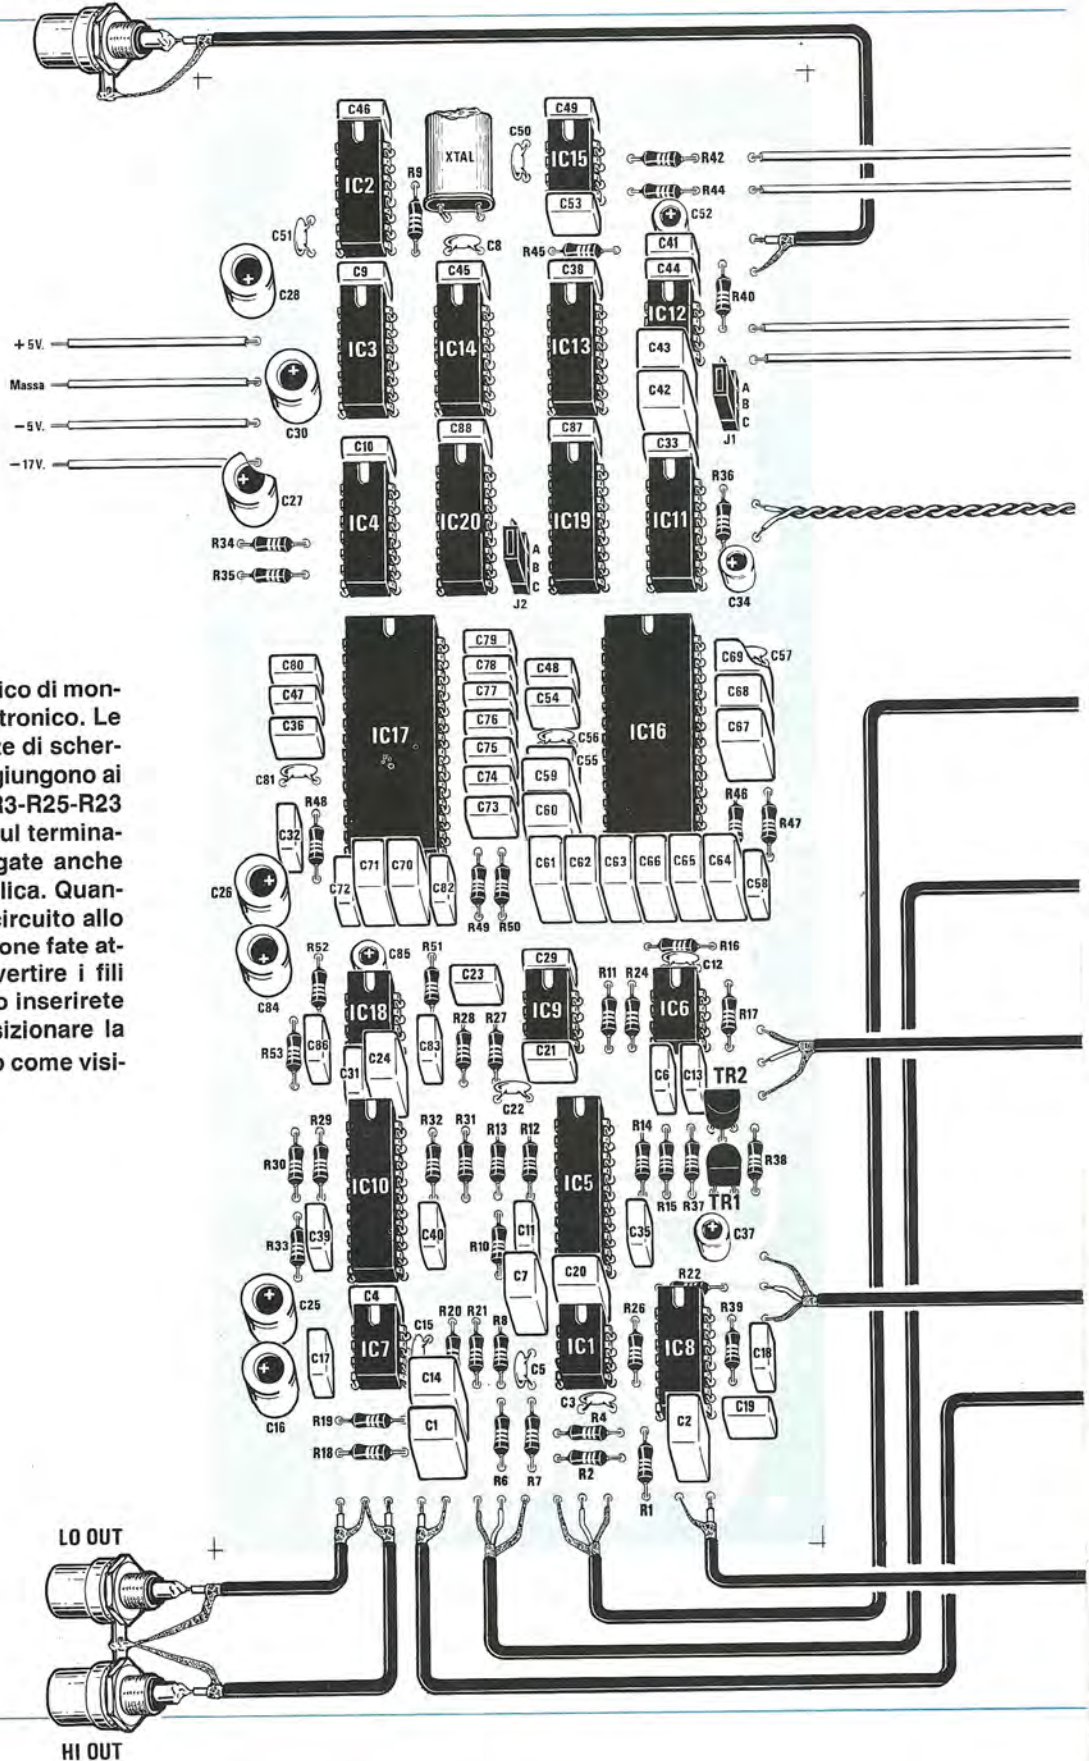 C46
C49
C50
XTAL
IC15
R42
IC2
R9
R44
C53
C52
C51
C8
R45
C41
C9
C45
C38
C44
C28
R40
IC12
+5V.
IC3
IC14
IC13
C43
Massa
C42
A
B
C
J1
-5V.
C30
C10
C88
C87
C33
-17V.
R36
C27
IC4
IC20
IC19
IC11
R34
A
B
C
R35
J2
C34
C79
C80
C78
C48
C69
C57
ico di mon-
C47
C77
C54
C68
tronico. Le
C36
C76
C56
C67
ze di scher-
IC17
IC16
C75
C55
giungono ai
C81
C74
C59
R3-R25-R23
R48
C73
C60
R46
R47
sul termina-
C32
gate anche
C71
C70
C61
C62
C63
C66
C65
C64
lica. Quan-
C26
C72
C82
C58
circuito allo
R49
R50
one fate at-
R52
C85
R51
R16
vertire i fili
C29
C12
C23
R11
R24
o inserirete
C84
IC18
IC9
IC6
R17
sizionare la
R28
R27
R53
C86
C83
C21
o come visi-
C31
C24
C6
C13
TR2
C22
R29
R32
R31
R13
R12
R14
R30
IC10
IC5
R38
R15
R37
TR1
R33
C39
C40
C11
C35
C37
R10
C7
C20
R22
C25
C4
R20
R21
R8
R26
R39
C15
C17
IC7
IC1
IC8
C18
C14
C5
C3
C16
R19
C1
R4
C2
C19
R18
R6
R7
R2
R1
LO OUT
HI OUT